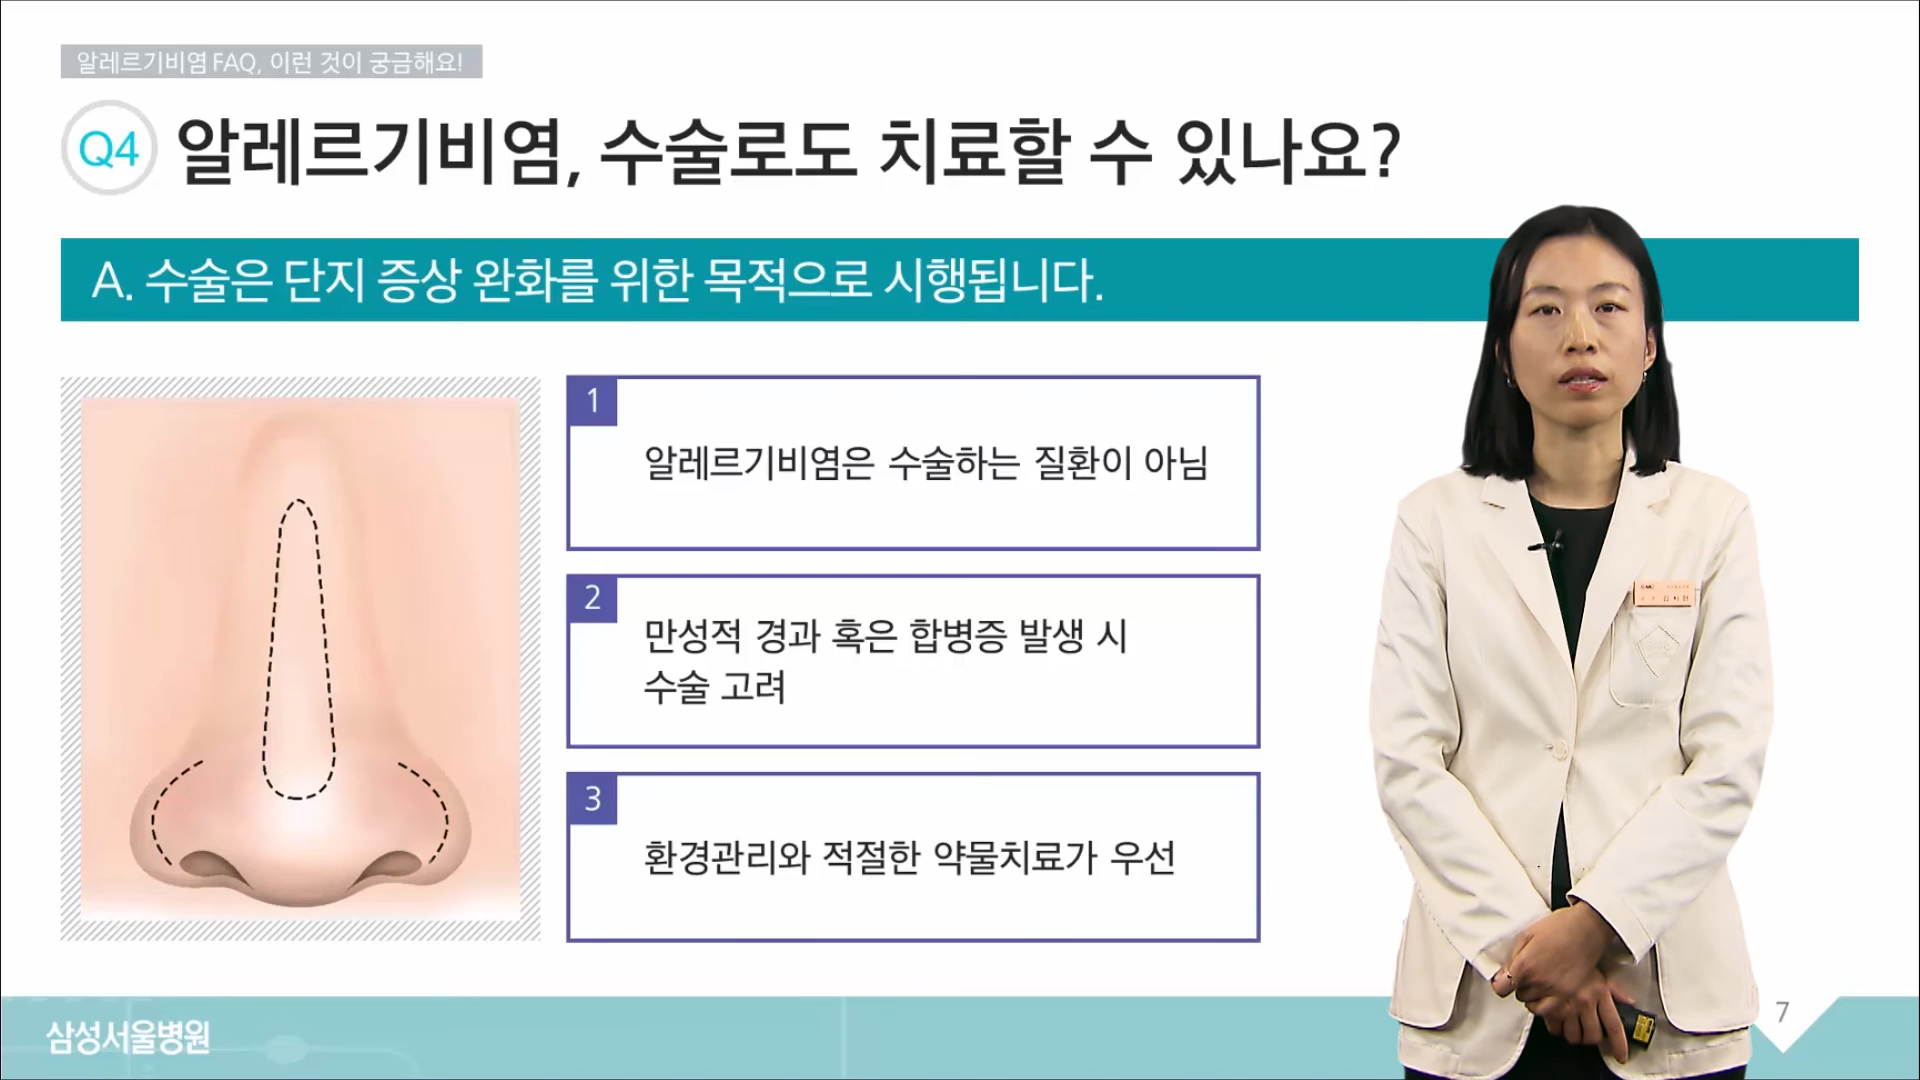 알레르기비염 FAQ, 이런 것이 궁금해요!
Q4 알레르기비염, 수술로도 치료할 수 있나요?
A. 수술은 단지 증상 완화를 위한 목적으로 시행됩니다.
1
알레르기비염은 수술하는 질환이 아님
2
만성적 경과 혹은 합병증 발생 시
수술 고려
3
환경관리와 적절한 약물치료가 우선
삼성서울병원
7